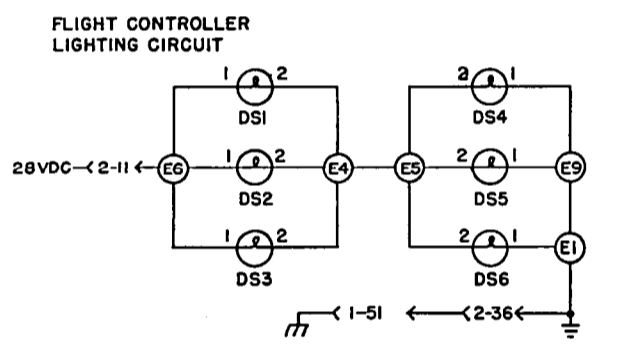 FLIGHT CONTROLLER
LIGHTING CIRCUIT
1 2
DS1
2 1
DS4
28VDC 2-11 E6
1 2
DS2
E4 E5
2 1
DS5
E9
1 2
DS3
2 1
DS6
E1
1-51 2-36